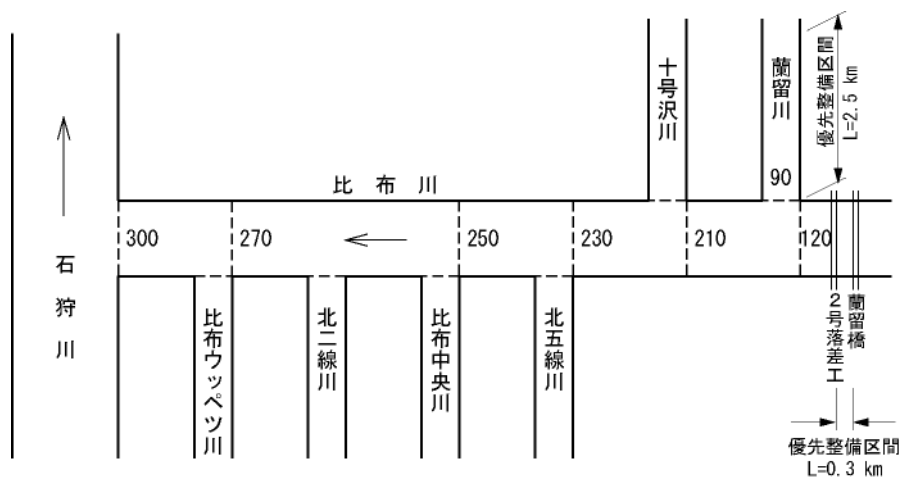 十号沢川
蘭留川
優先整備区間
L=2.5 km
90
比布川
300
270
250
230
210
120
石狩川
比布ウッペツ川
北二線川
比布中央川
北五線川
2号落差工
蘭留橋
優先整備区間
L=0.3 km